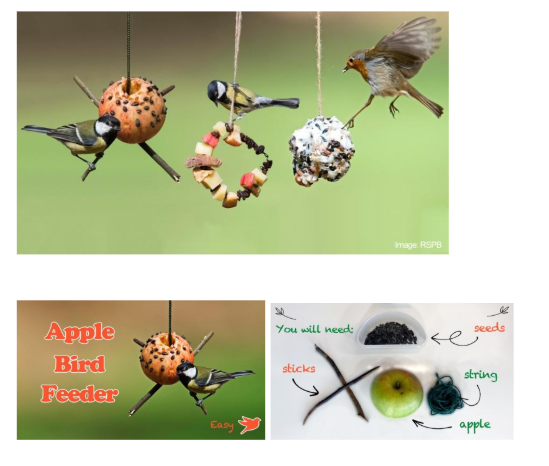 Image: RSPB
Apple
Bird
Feeder
Easy
You will need:
seeds
sticks
string
apple